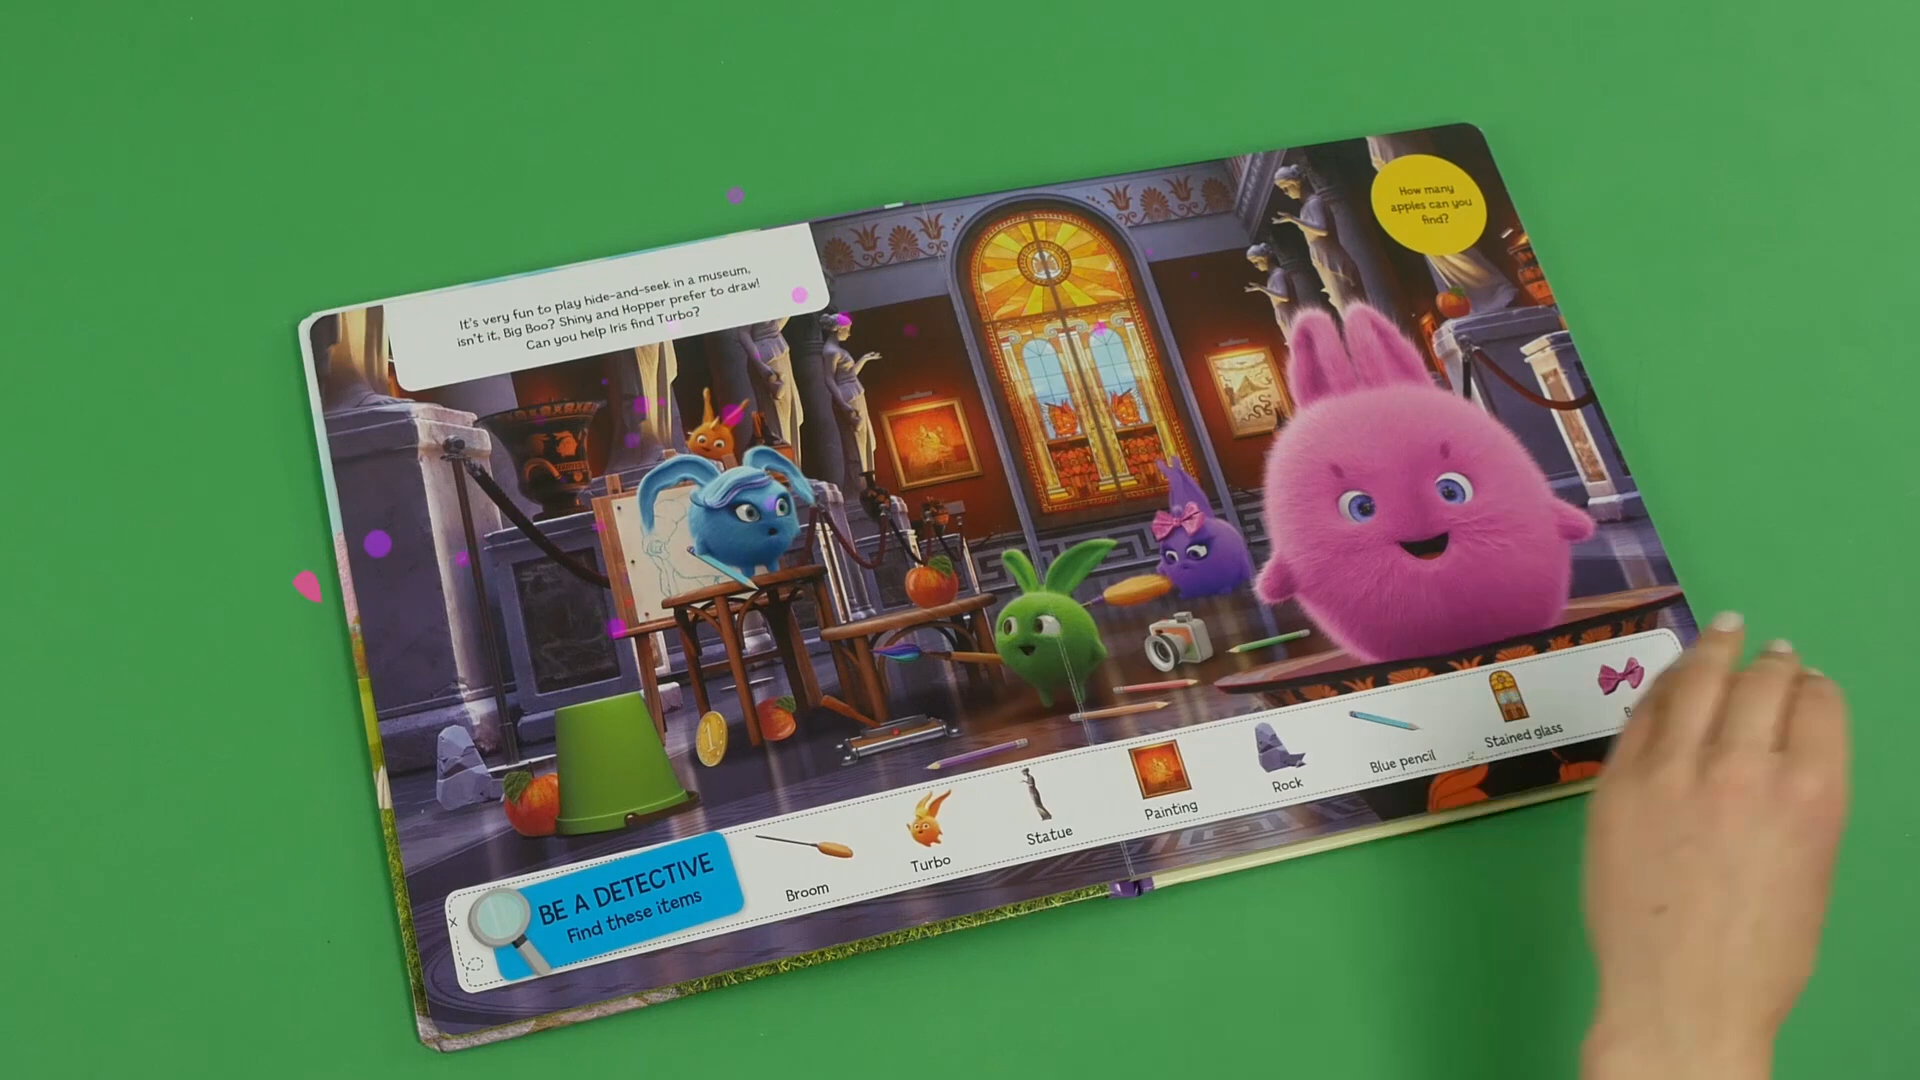 It's very fun to play hide-and-seek in a museum,
isn't it, Big Boo? Shiny and Hopper prefer to draw!
Can you help Iris find Turbo?
How many
apples can you
find?
1
BE A DETECTIVE
Find these items
Broom
Turbo
Statue
Painting
Rock
Blue pencil
Stained glass